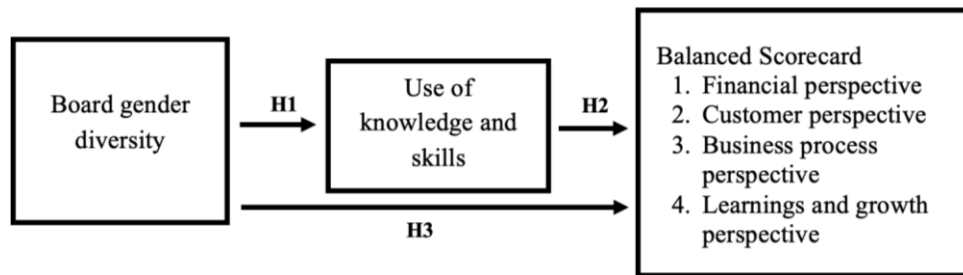 Board gender
diversity
H1
Use of
knowledge and
skills
H2
H3
Balanced Scorecard
1. Financial perspective
2. Customer perspective
3. Business process
perspective
4. Learnings and growth
perspective